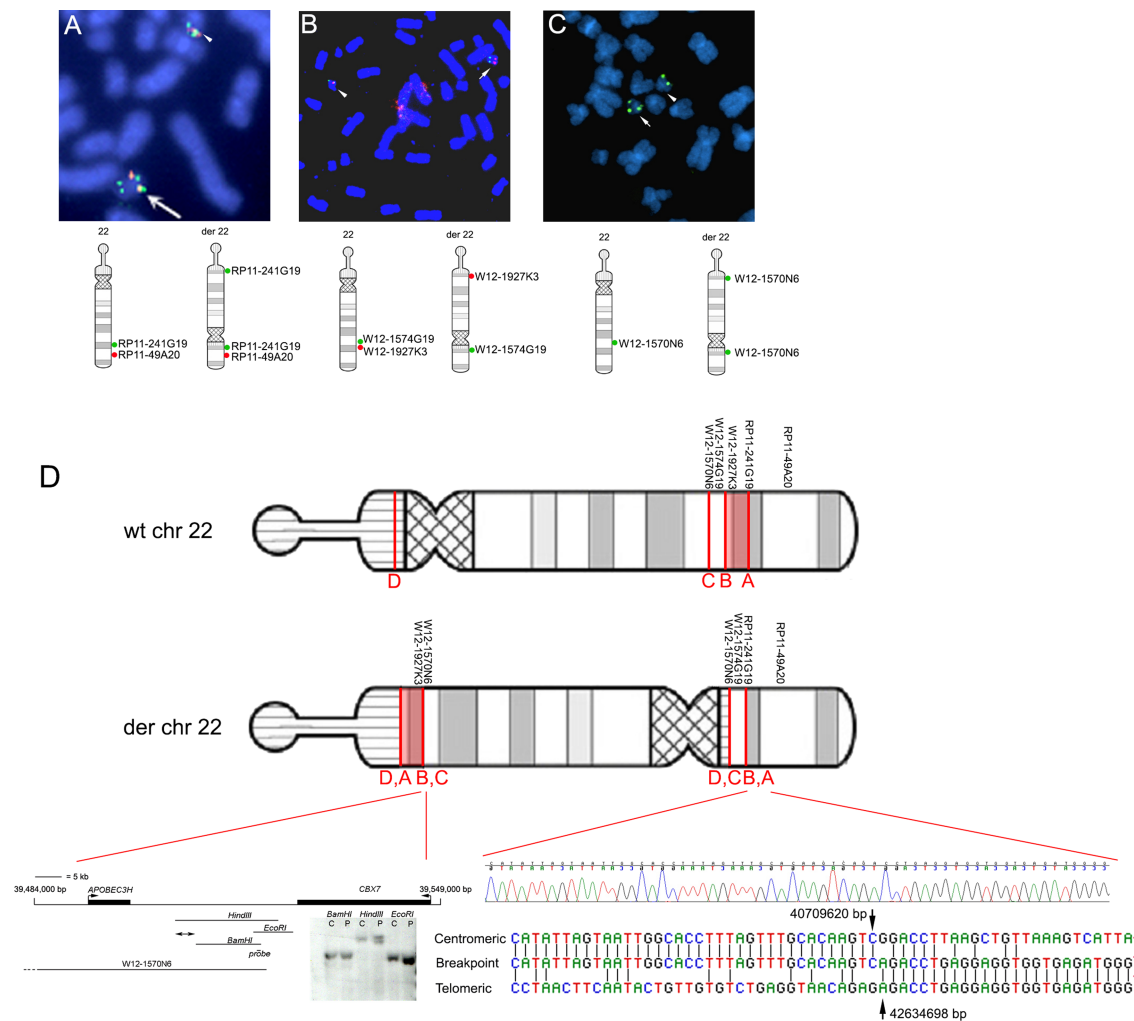 A
B
C
22
der 22
22
der 22
22
der 22
RP11-241G19
W12-1927K3
W12-1570N6
RP11-241G19
RP11-49A20
RP11-241G19
RP11-49A20
W12-1574G19
W12-1927K3
W12-1574G19
W12-1570N6
W12-1570N6
D
W12-1570N6
W12-1574G19
W12-1927K3
RP11-241G19
RP11-49A20
wt chr 22
D
C
B
A
W12-1927K3
W12-1570N6
W12-1570N6
W12-1574G19
RP11-241G19
RP11-49A20
der chr 22
D,A
B,C
D,C
B,A
= 5 kb
39,484,000 bp
APOBEC3H
CBX7
39,549,000 bp
HindIII
EcoRI
BamHI
probe
W12-1570N6
BamHI HindIII EcoRI
C P C P C P
40709620 bp
Centromeric CATATTAGTAATTGGCACCTTTAGTTTGCACAAGTCGGACCTTAAGCTGTTAAAGTCATTA
Breakpoint CATATTAGTAATTGGCACCTTTAGTTTGCACAAGTCAGACCTGAGGAGGTGGTGAGATGGG
Telomeric CCTAACTTCAATACTGTTGTGTCTGAGGTAACAGAGAGACCTGAGGAGGTGGTGAGATGGG
42634698 bp